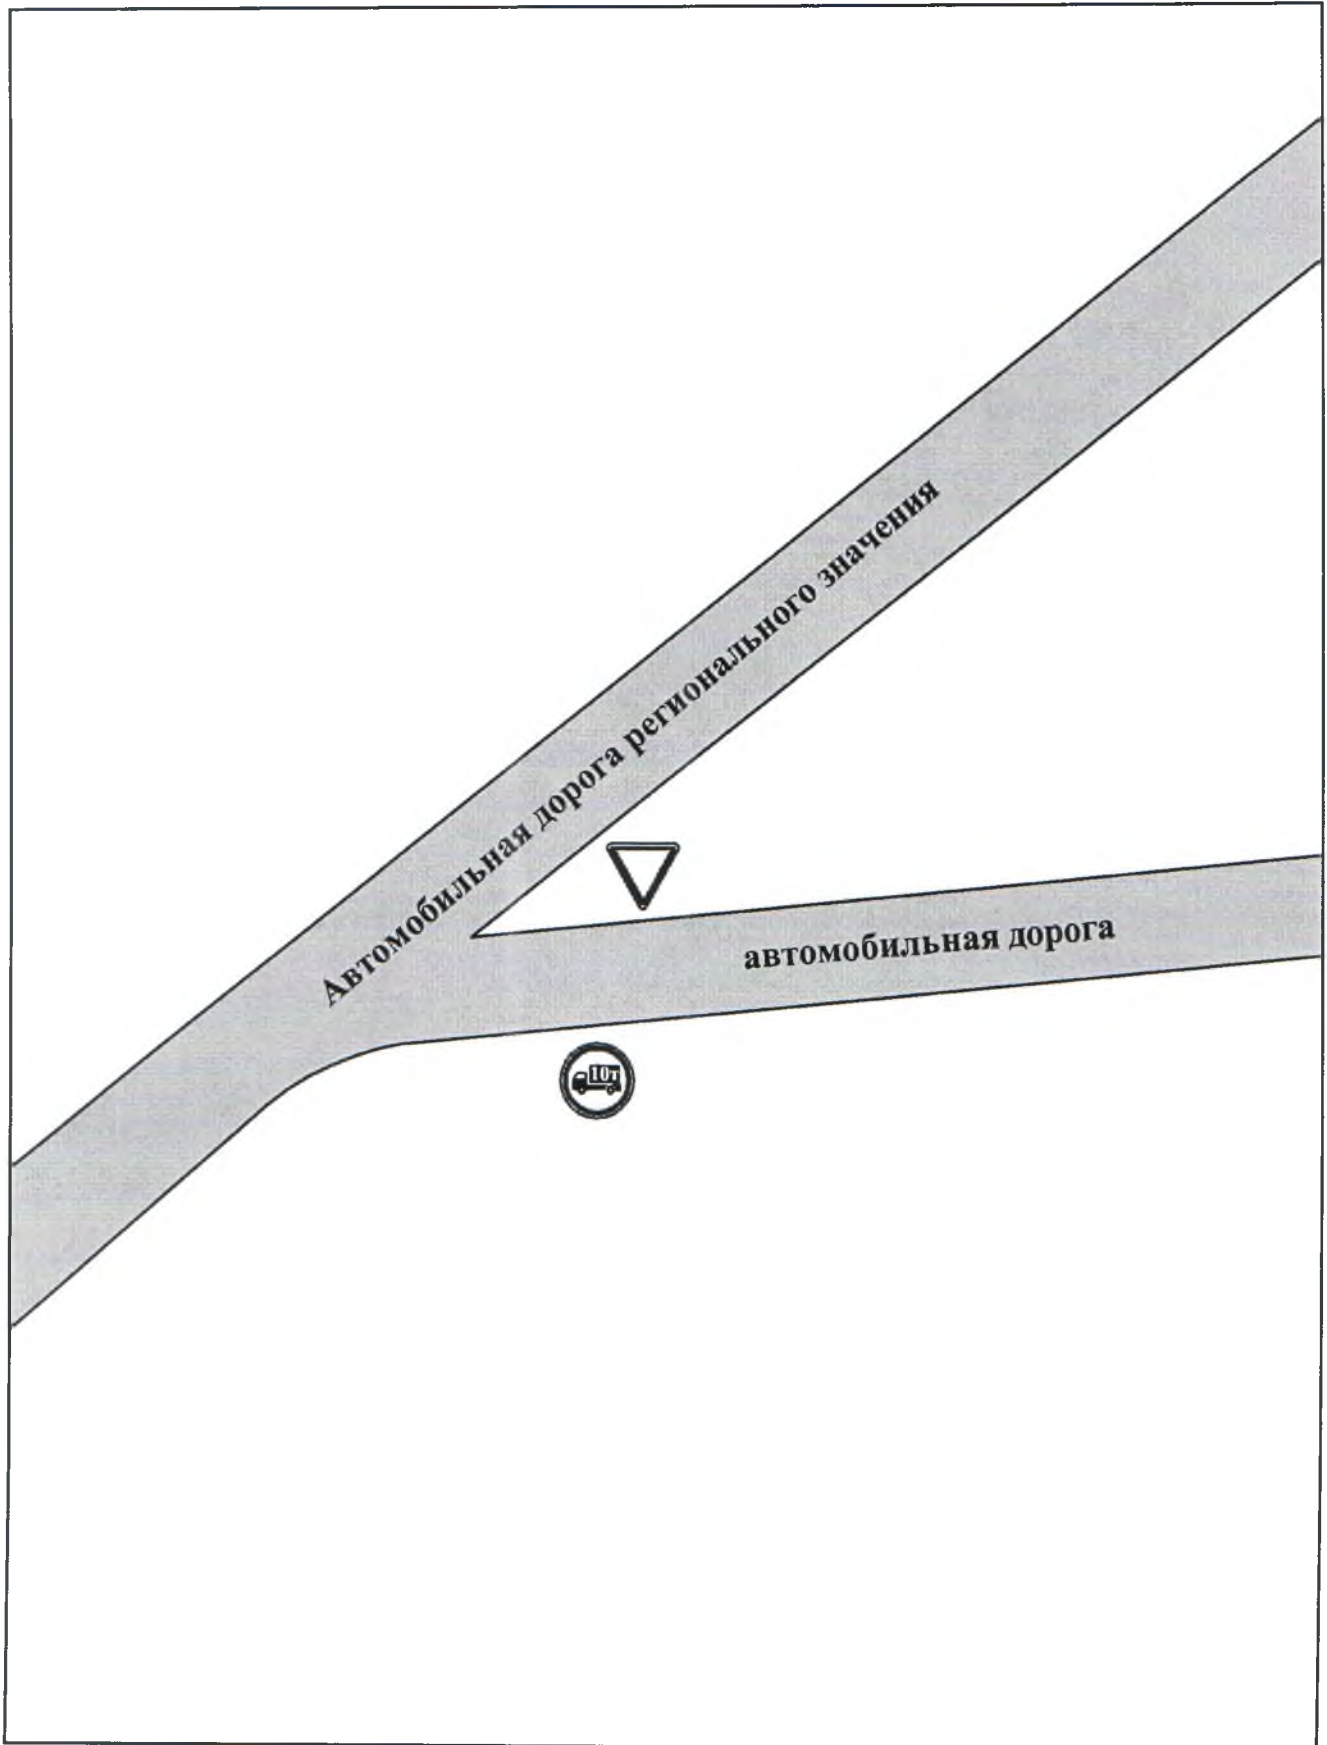 Автомобильная дорога регионального значения
автомобильная дорога
10т